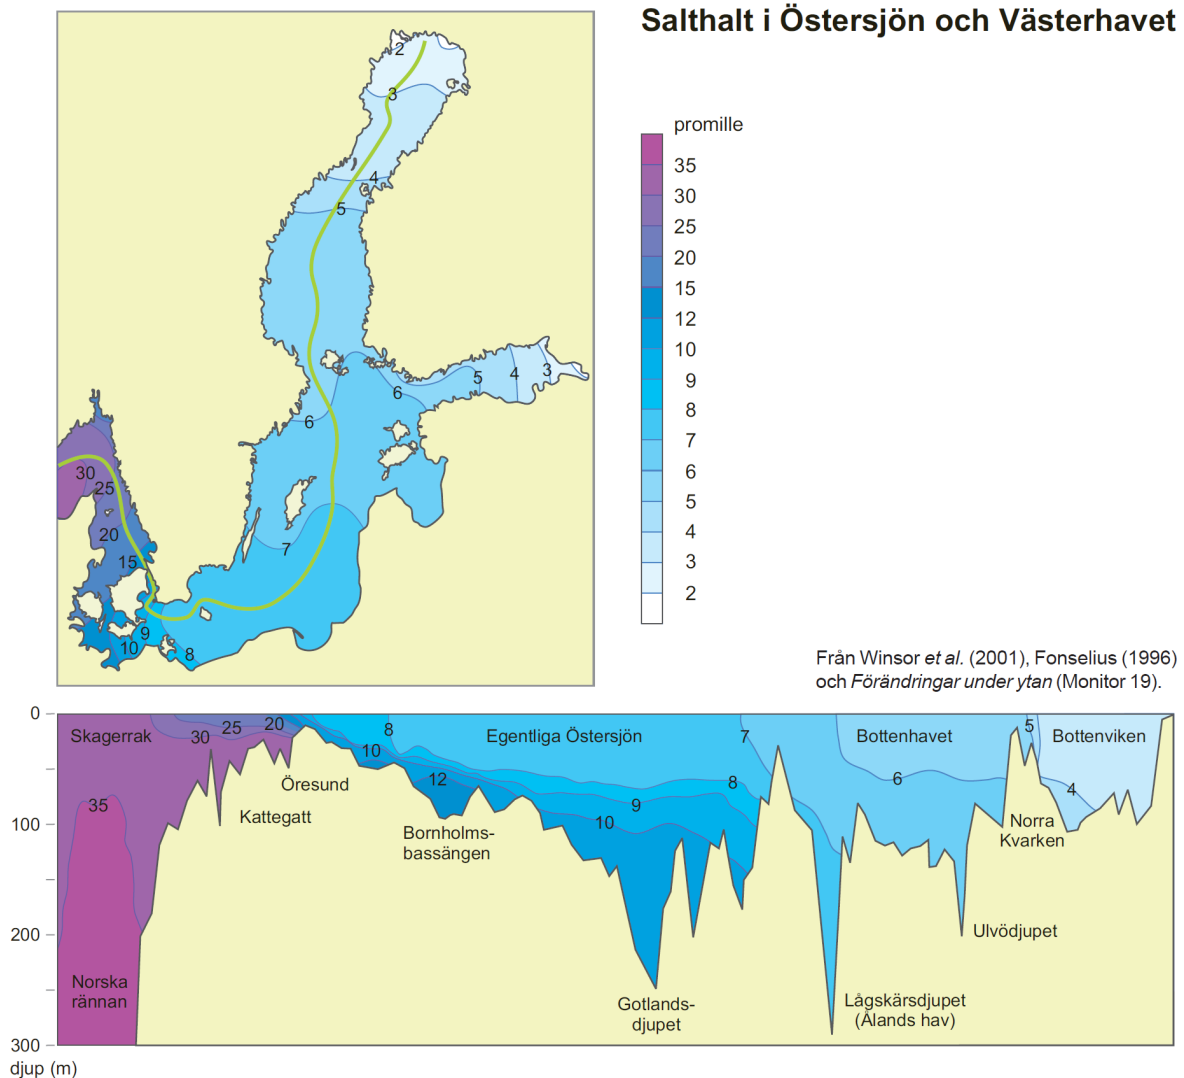 Salthalt i Östersjön och Västerhavet
promille
35
30
25
20
15
12
10
9
8
7
6
5
4
3
2
2
3
4
5
5
4
3
6
6
30
25
20
15
7
9
10
8
Från Winsor et al. (2001), Fonselius (1996)
och Förändringar under ytan (Monitor 19).
0
100
200
300
djup (m)
Skagerrak
30
25
20
35
Norska
rännan
Kattegatt
Öresund
8
10
12
Bornholms-
bassängen
Egentliga Östersjön
7
8
9
10
Gotlands-
djupet
Bottenhavet
6
5
Bottenviken
4
Norra
Kvarken
Ulvödjupet
Lågskärsdjupet
(Ålands hav)